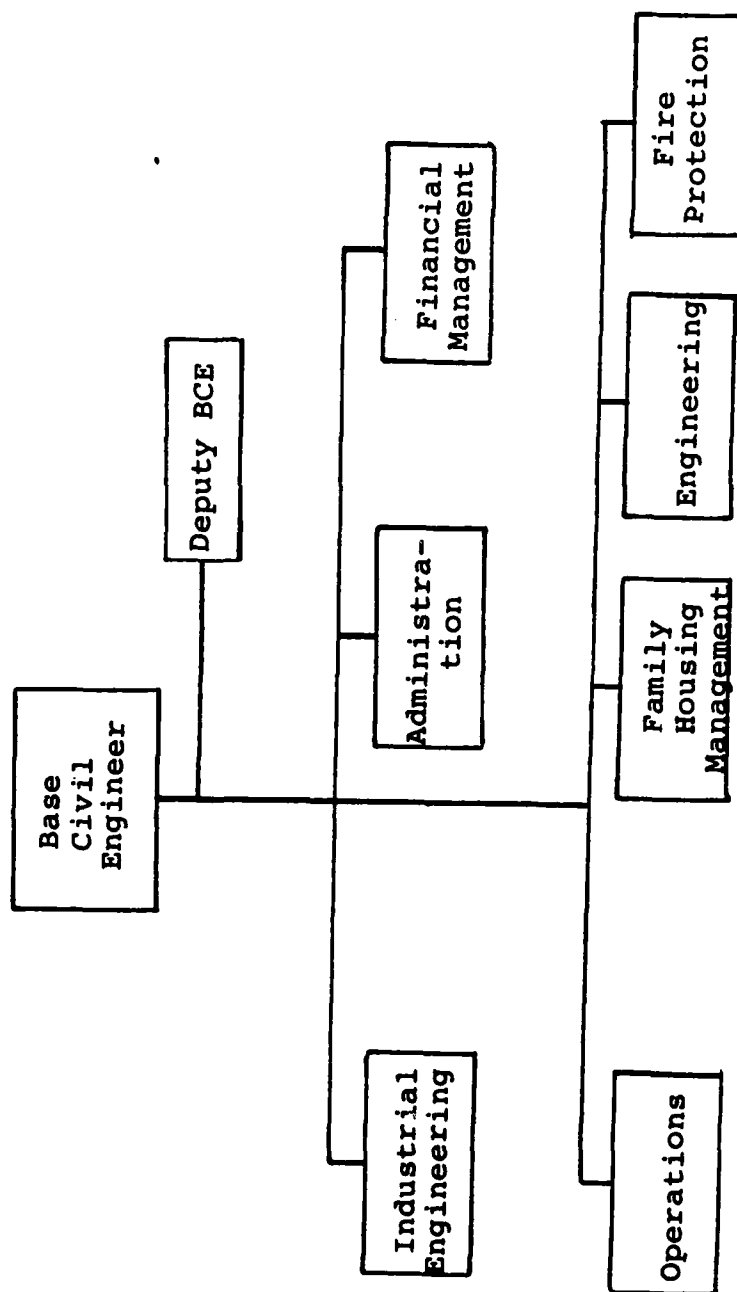 Base
Civil
Engineer
Deputy BCE
Industrial
Engineering
Administra-
tion
Financial
Management
Operations
Family
Housing
Management
Engineering
Fire
Protection